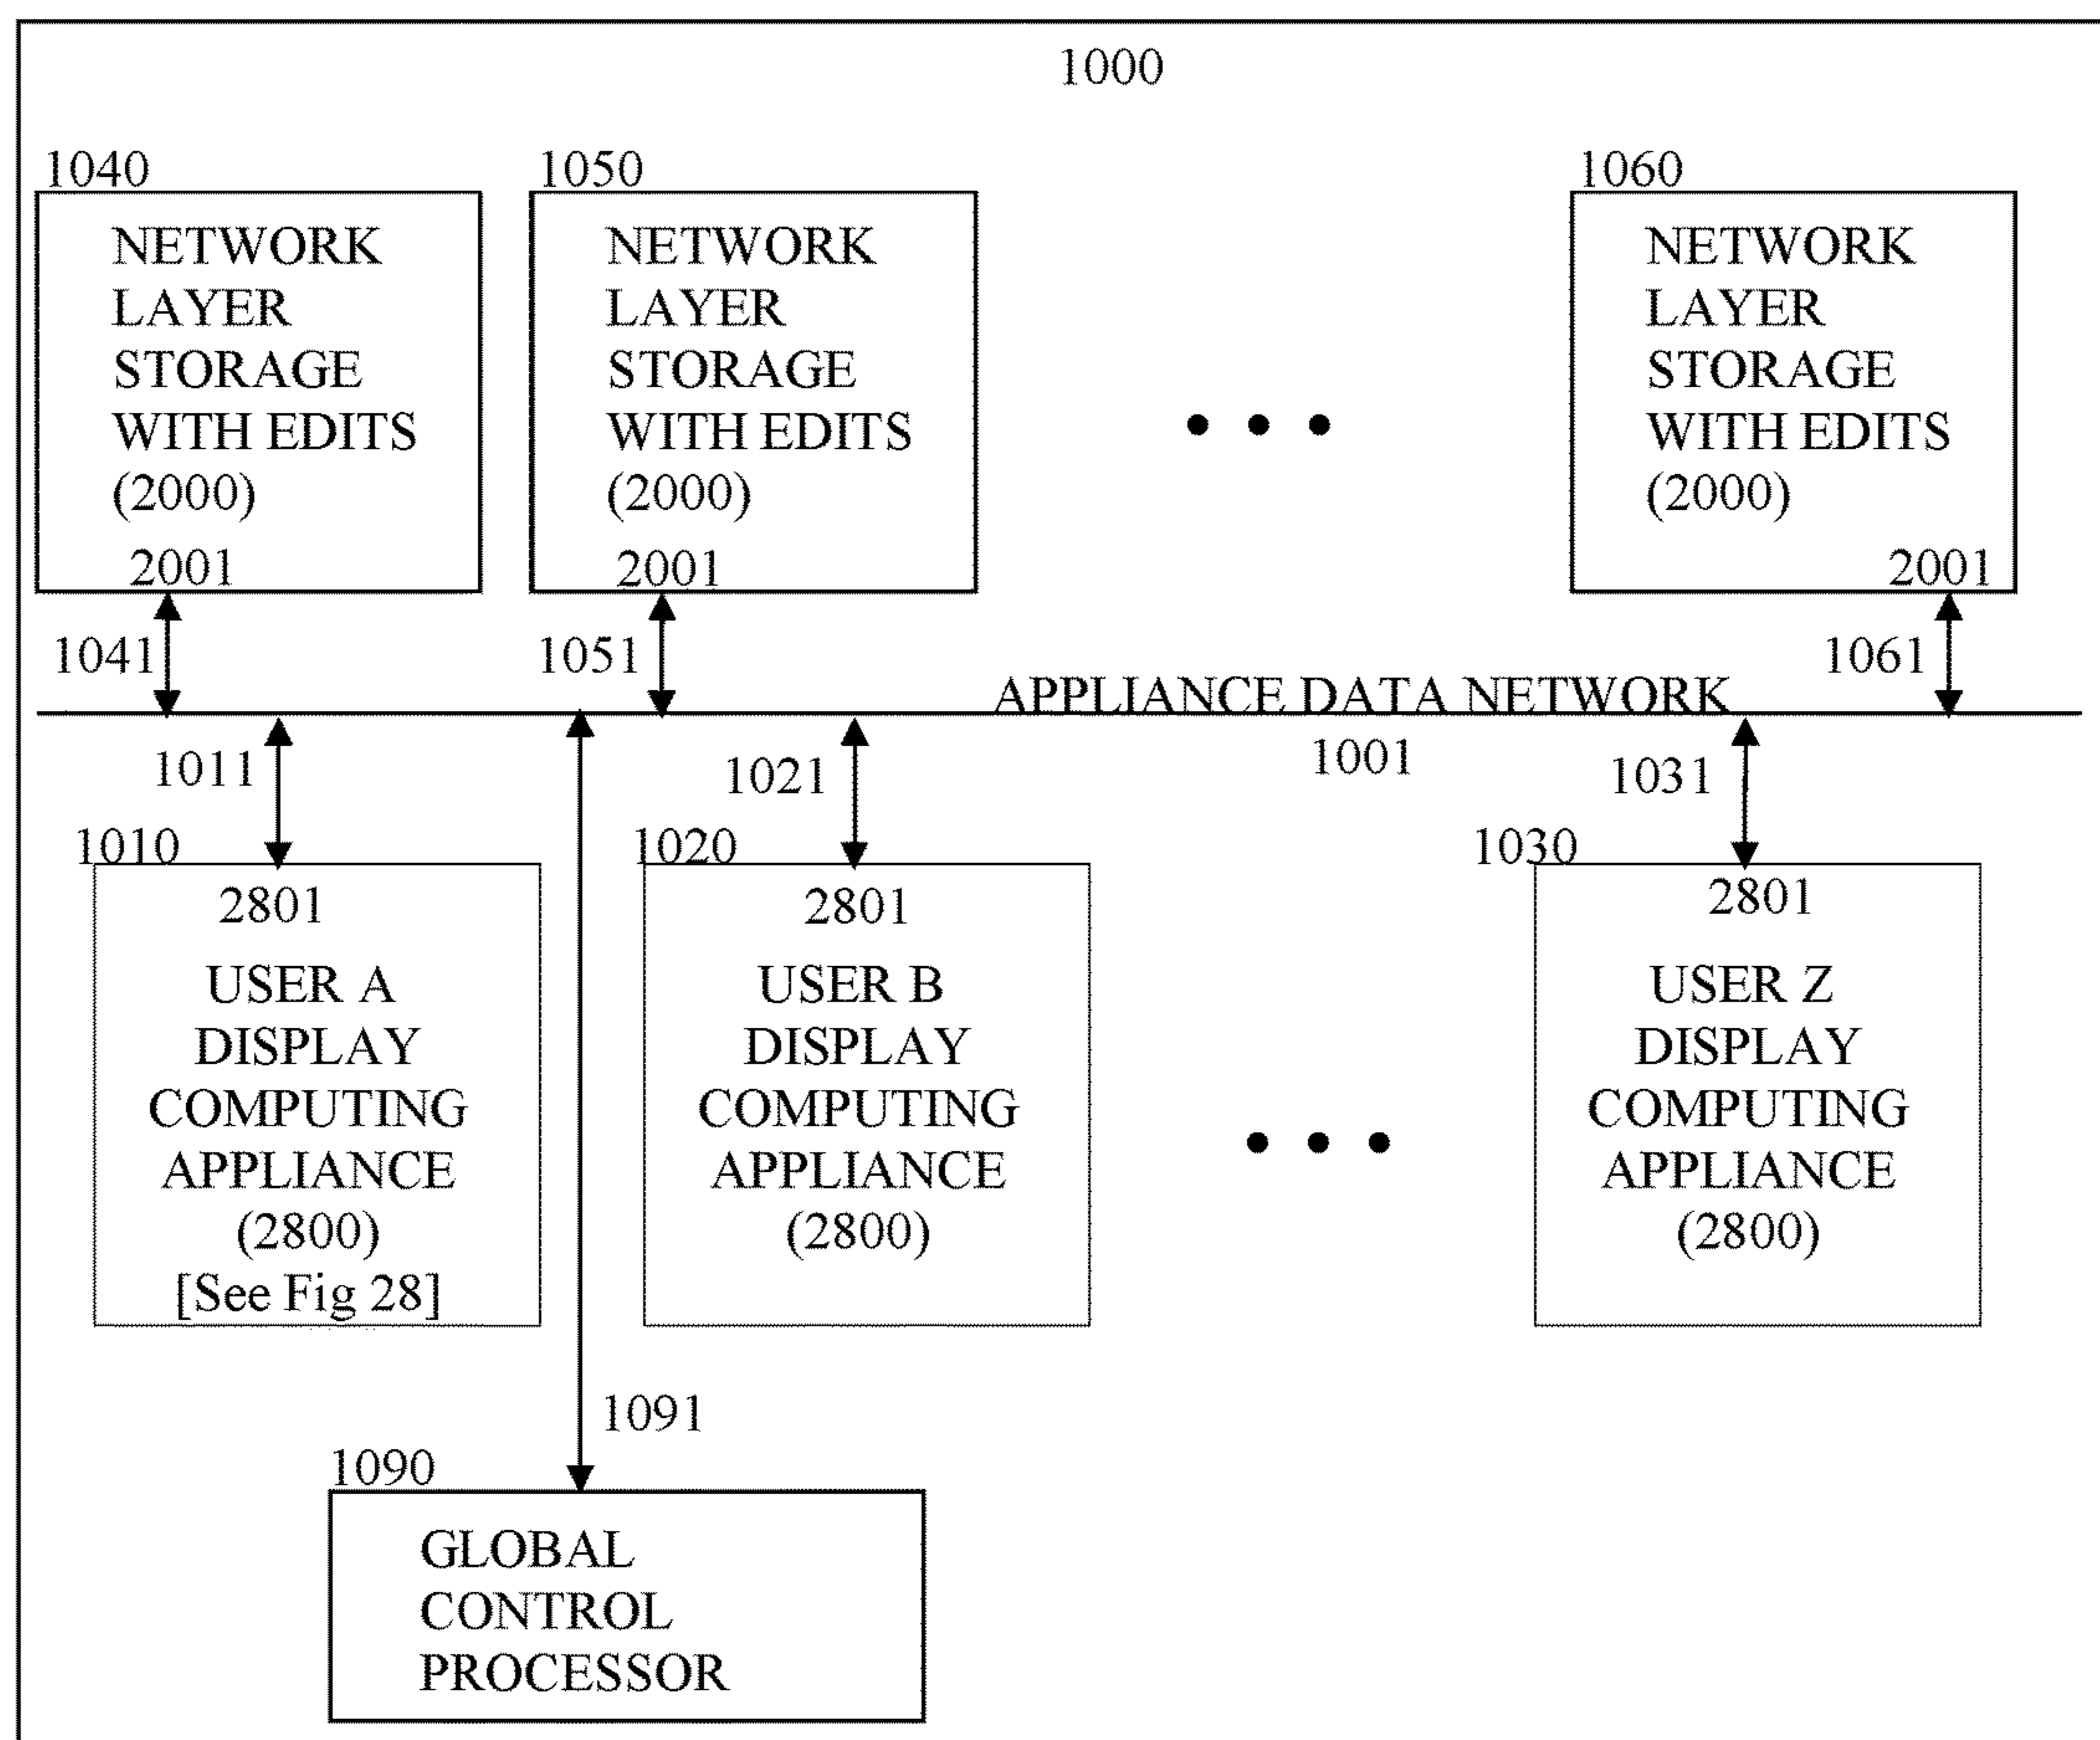 1000
1040
NETWORK
LAYER
STORAGE
WITH EDITS
(2000)
2001
1050
NETWORK
LAYER
STORAGE
WITH EDITS
(2000)
2001
1060
NETWORK
LAYER
STORAGE
WITH EDITS
(2000)
2001
1041
1051
1061
APPLIANCE DATA NETWORK
1001
1011
1021
1031
1010
2801
USER A
DISPLAY
COMPUTING
APPLIANCE
(2800)
[See Fig 28]
1020
2801
USER B
DISPLAY
COMPUTING
APPLIANCE
(2800)
1030
2801
USER Z
DISPLAY
COMPUTING
APPLIANCE
(2800)
1091
1090
GLOBAL
CONTROL
PROCESSOR